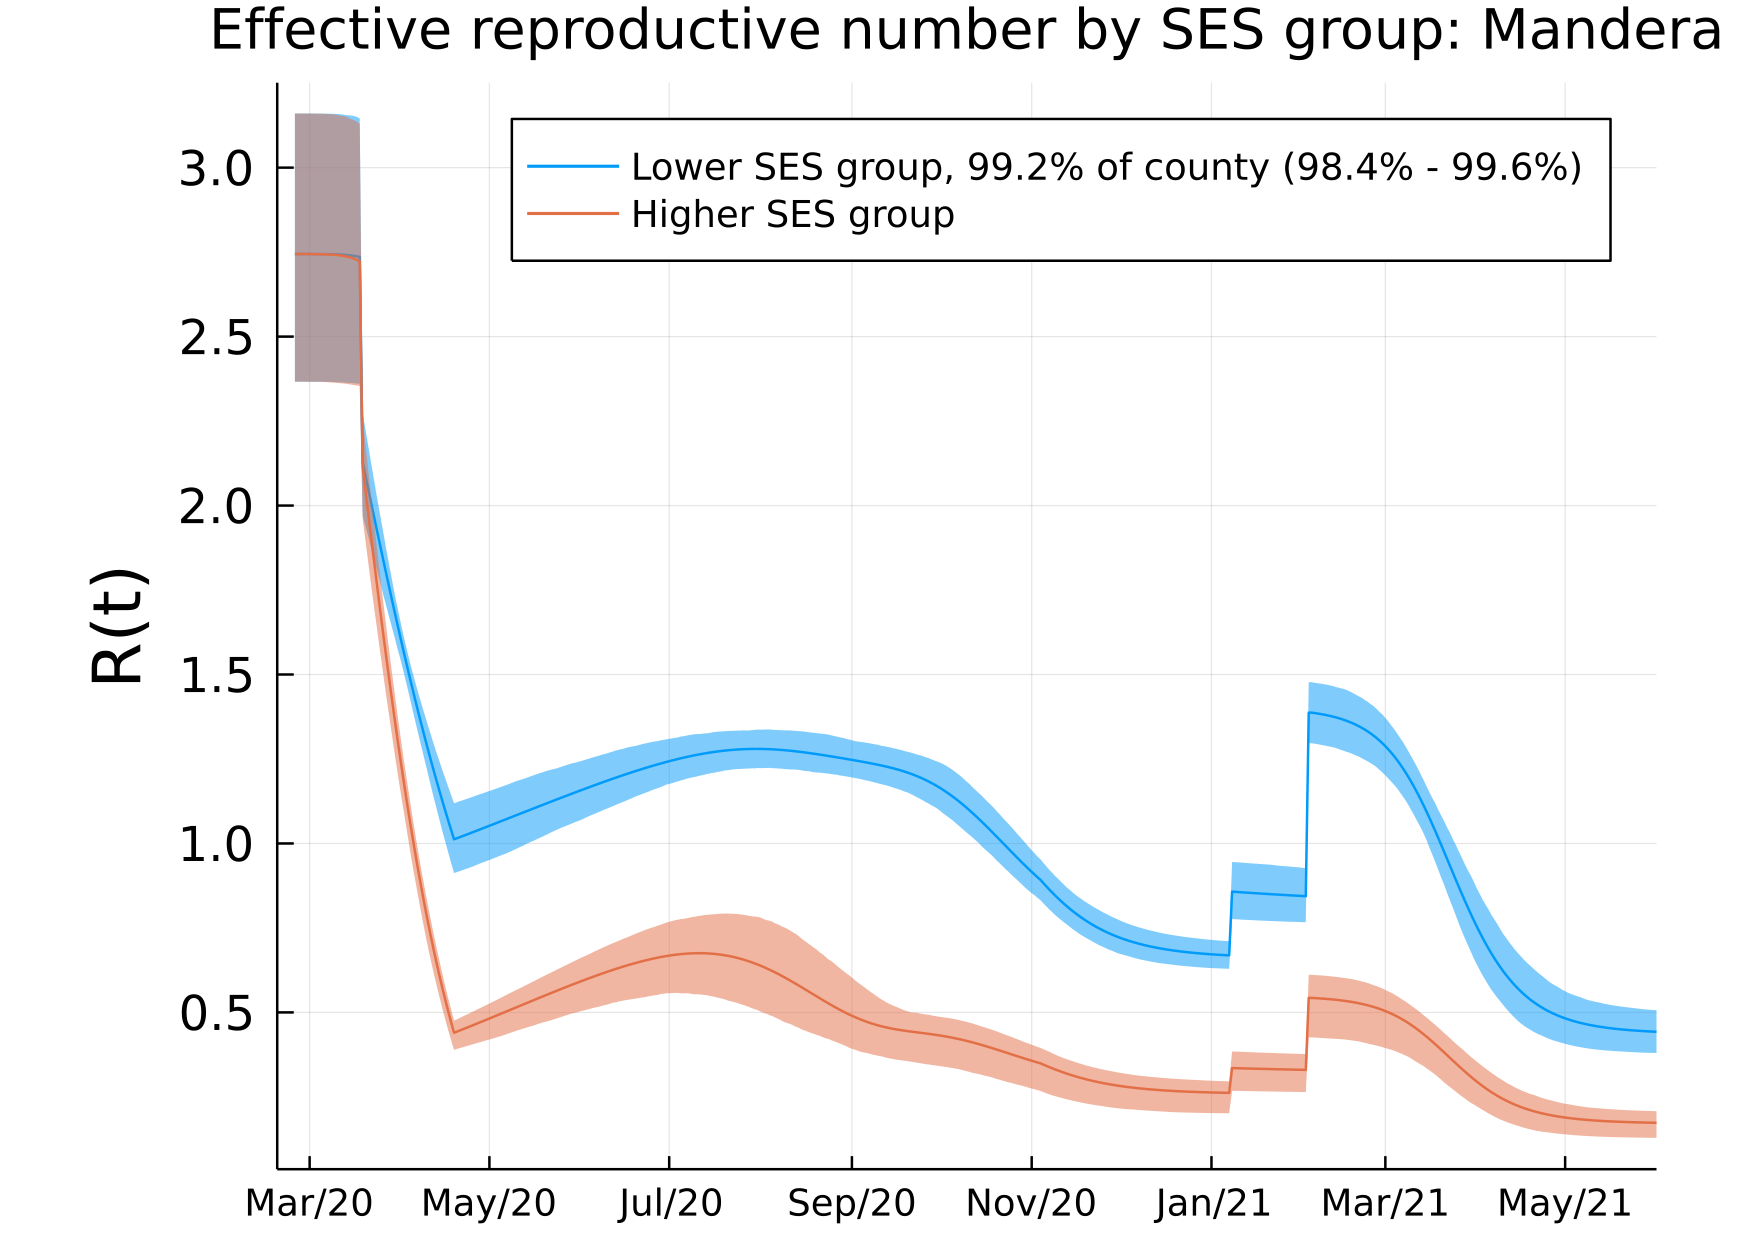 Effective reproductive number by SES group: Mandera
Lower SES group, 99.2% of county (98.4% - 99.6%)
Higher SES group
R(t)
3.0
2.5
2.0
1.5
1.0
0.5
Mar/20 May/20 Jul/20 Sep/20 Nov/20 Jan/21 Mar/21 May/21